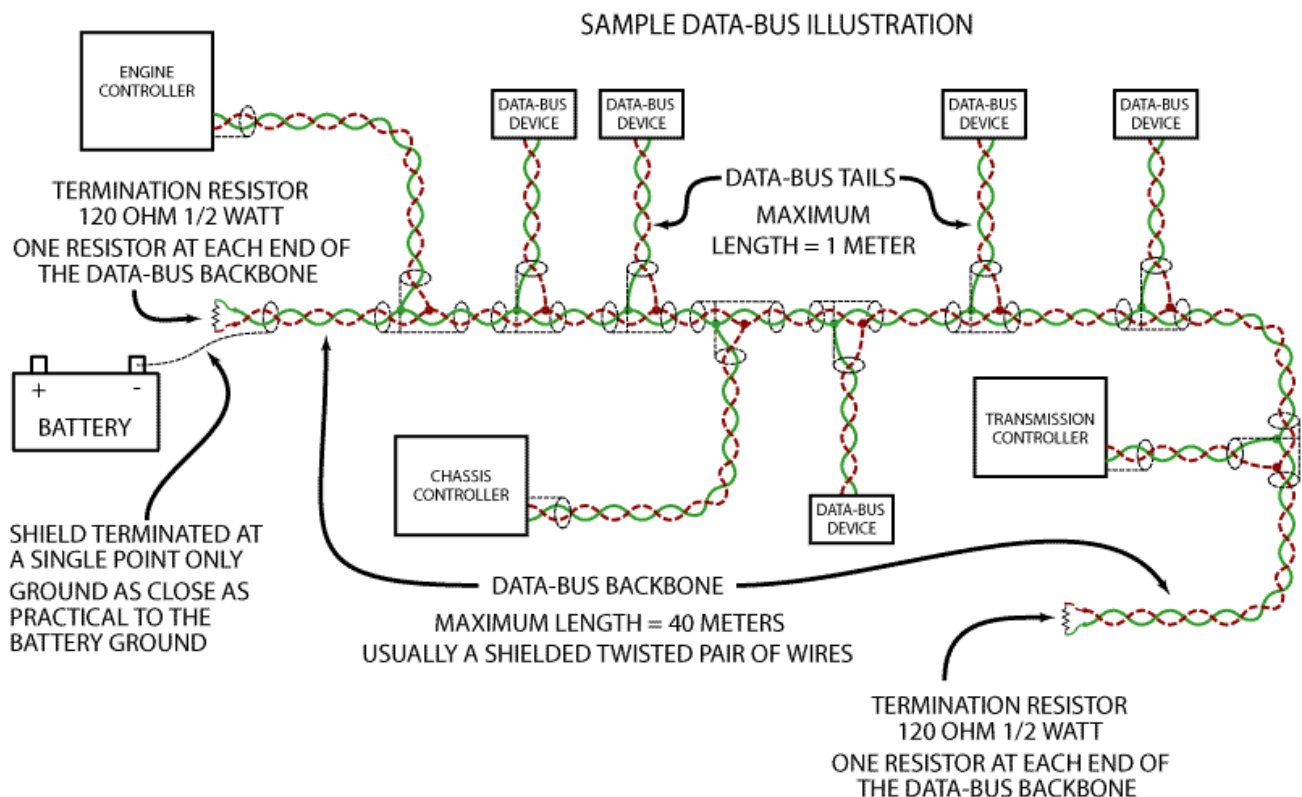 SAMPLE DATA-BUS ILLUSTRATION
ENGINE
CONTROLLER
DATA-BUS
DEVICE
DATA-BUS
DEVICE
DATA-BUS
DEVICE
DATA-BUS
DEVICE
TERMINATION RESISTOR
120 OHM 1/2 WATT
ONE RESISTOR AT EACH END OF
THE DATA-BUS BACKBONE
DATA-BUS TAILS
MAXIMUM
LENGTH = 1 METER
+ -
BATTERY
CHASSIS
CONTROLLER
TRANSMISSION
CONTROLLER
DATA-BUS
DEVICE
SHIELD TERMINATED AT
A SINGLE POINT ONLY
GROUND AS CLOSE AS
PRACTICAL TO THE
BATTERY GROUND
DATA-BUS BACKBONE
MAXIMUM LENGTH = 40 METERS
USUALLY A SHIELDED TWISTED PAIR OF WIRES
TERMINATION RESISTOR
120 OHM 1/2 WATT
ONE RESISTOR AT EACH END OF
THE DATA-BUS BACKBONE